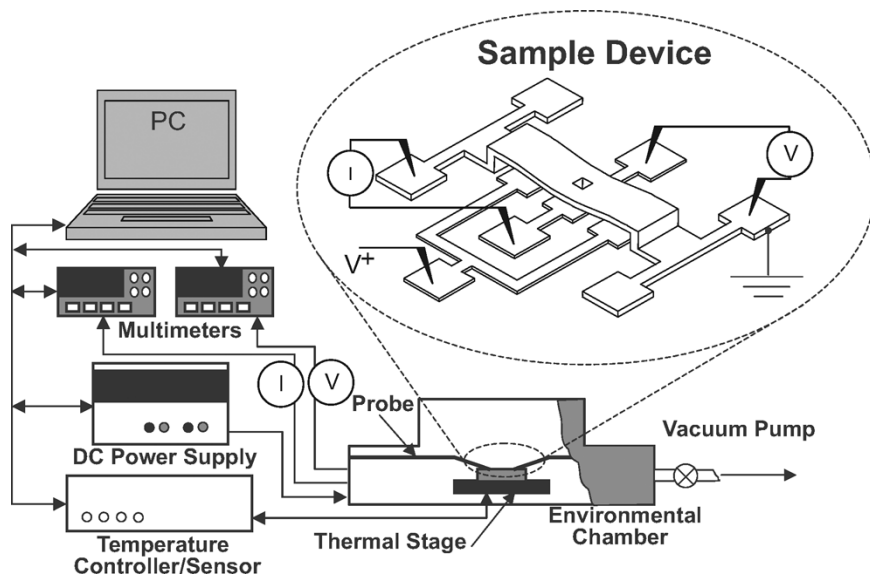 Sample Device
PC
I
V
V+
Multimeters
I
V
Probe
Vacuum Pump
DC Power Supply
Thermal Stage
Environmental
Chamber
Temperature
Controller/Sensor